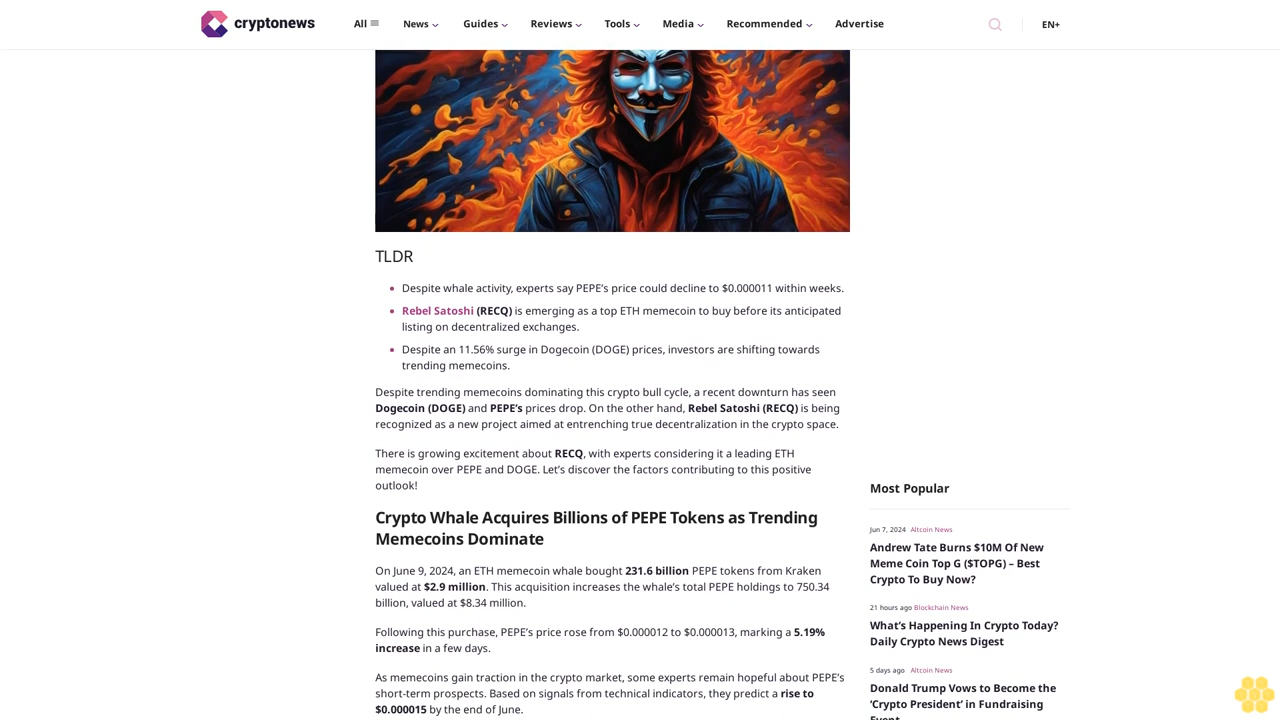 cryptonews
All
News
Guides
Reviews
Tools
Media
Recommended
Advertise
EN+
TLDR
Despite whale activity, experts say PEPE's price could decline to $0.000011 within weeks.
Rebel Satoshi (RECQ) is emerging as a top ETH memecoin to buy before its anticipated
listing on decentralized exchanges.
Despite an 11.56% surge in Dogecoin (DOGE) prices, investors are shifting towards
trending memecoins.
Despite trending memecoins dominating this crypto bull cycle, a recent downturn has seen
Dogecoin (DOGE) and PEPE's prices drop. On the other hand, Rebel Satoshi (RECQ) is being
recognized as a new project aimed at entrenching true decentralization in the crypto space.
There is growing excitement about RECQ, with experts considering it a leading ETH
memecoin over PEPE and DOGE. Let's discover the factors contributing to this positive
outlook!
Crypto Whale Acquires Billions of PEPE Tokens as Trending
Memecoins Dominate
On June 9, 2024, an ETH memecoin whale bought 231.6 billion PEPE tokens from Kraken
valued at $2.9 million. This acquisition increases the whale's total PEPE holdings to 750.34
billion, valued at $8.34 million.
Following this purchase, PEPE's price rose from $0.000012 to $0.000013, marking a 5.19%
increase in a few days.
As memecoins gain traction in the crypto market, some experts remain hopeful about PEPE's
short-term prospects. Based on signals from technical indicators, they predict a rise to
$0.000015 by the end of June.
Most Popular
Jun 7, 2024 Altcoin News
Andrew Tate Burns $10M Of New
Meme Coin Top G ($TOPG) – Best
Crypto To Buy Now?
21 hours ago Blockchain News
What's Happening In Crypto Today?
Daily Crypto News Digest
5 days ago Altcoin News
Donald Trump Vows to Become the
'Crypto President' in Fundraising
Event